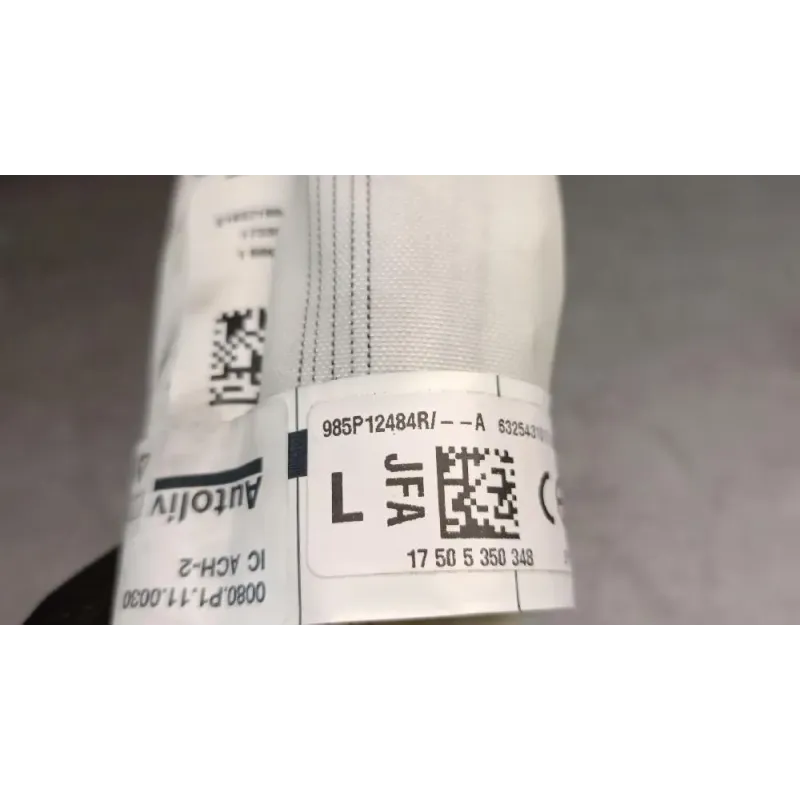 985P12484R/--A
L
JFA
17 50 5 350 348
Autoliv
IC ACH-2
0080.P1.11.0030